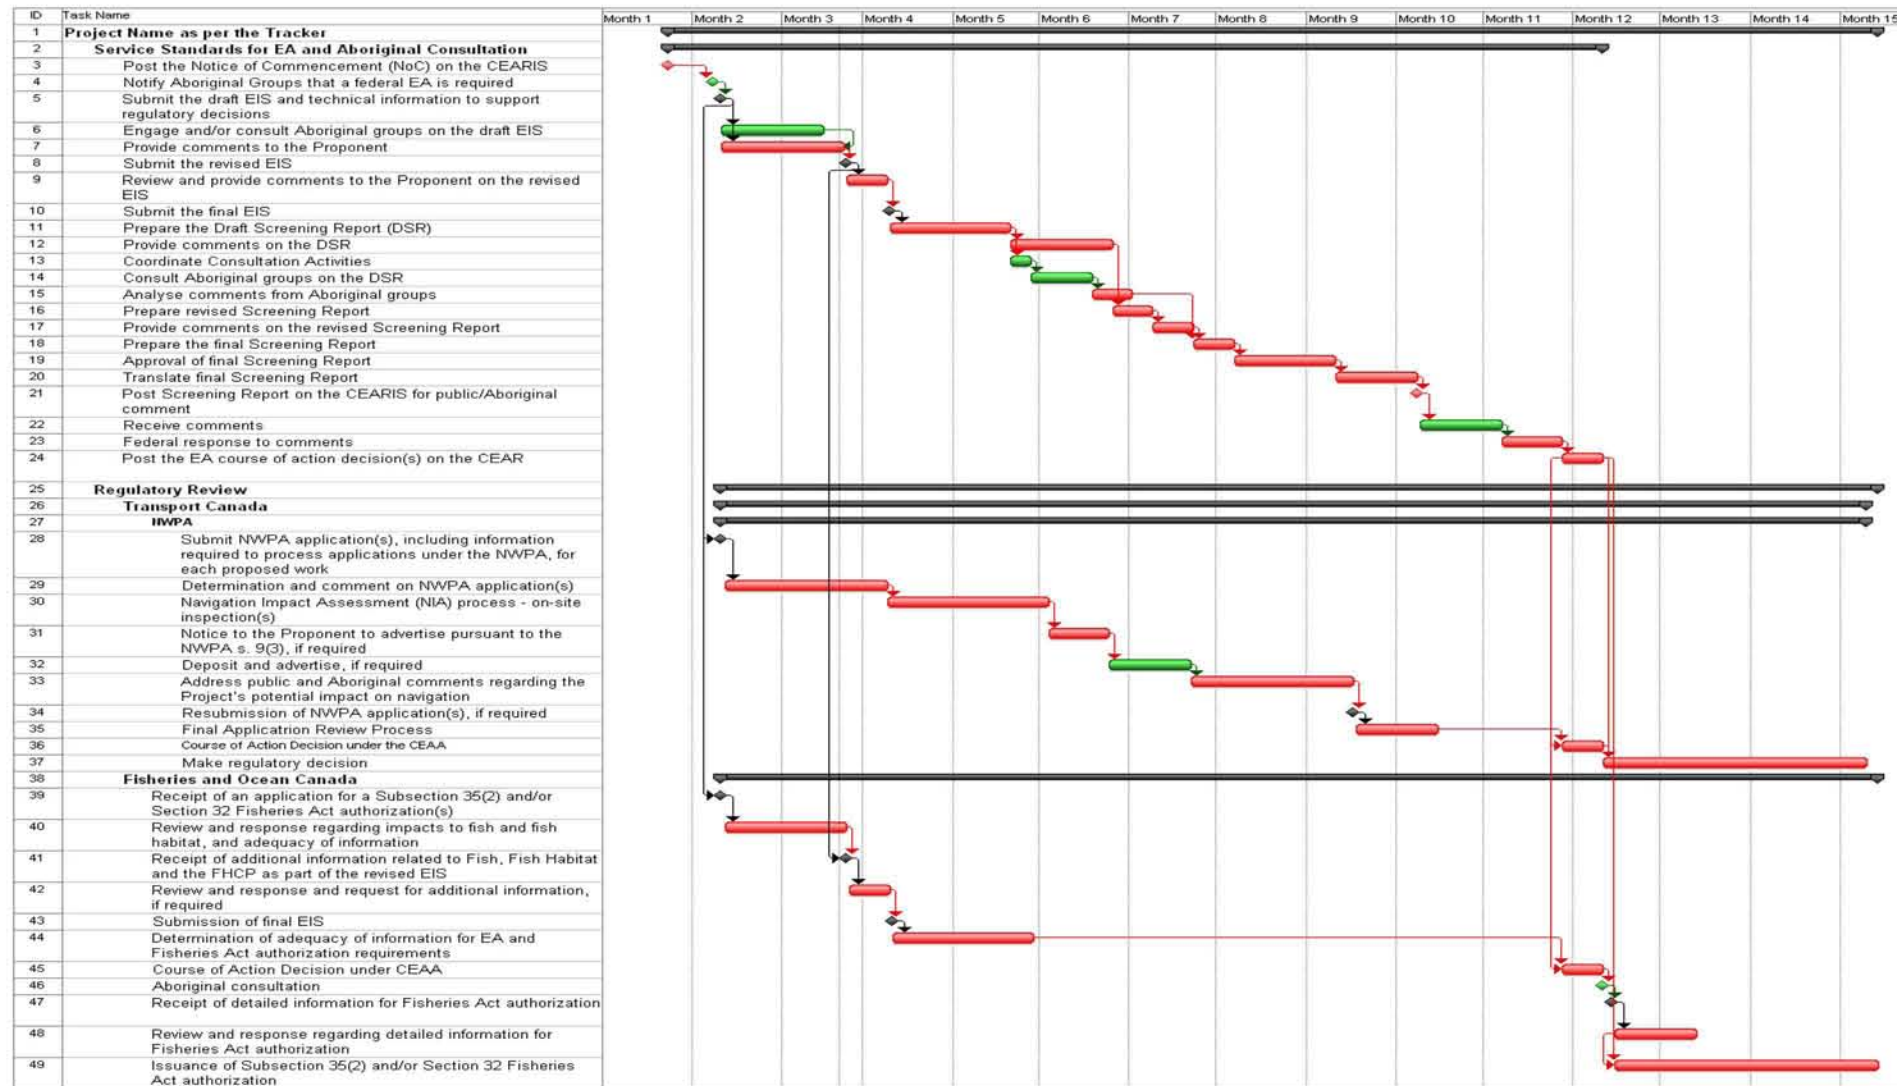 ID Task Name Month 1 Month 2 Month 3 Month 4 Month 5 Month 6 Month 7 Month 8 Month 9 Month 10 Month 11 Month 12 Month 13 Month 14 Month 15
1 Project Name as per the Tracker
2 Service Standards for EA and Aboriginal Consultation
3 Post the Notice of Commencement (NoC) on the CEARIS
4 Notify Aboriginal Groups that a federal EA is required
5 Submit the draft EIS and technical information to support
regulatory decisions
6 Engage and/or consult Aboriginal groups on the draft EIS
7 Provide comments to the Proponent
8 Submit the revised EIS
9 Review and provide comments to the Proponent on the revised
EIS
10 Submit the final EIS
11 Prepare the Draft Screening Report (DSR)
12 Provide comments on the DSR
13 Coordinate Consultation Activities
14 Consult Aboriginal groups on the DSR
15 Analyse comments from Aboriginal groups
16 Prepare revised Screening Report
17 Provide comments on the revised Screening Report
18 Prepare the final Screening Report
19 Approval of final Screening Report
20 Translate final Screening Report
21 Post Screening Report on the CEARIS for public/Aboriginal
comment
22 Receive comments
23 Federal response to comments
24 Post the EA course of action decision(s) on the CEAR
25 Regulatory Review
26 Transport Canada
27 NWPA
28 Submit NWPA application(s), including information
required to process applications under the NWPA, for
each proposed work
29 Determination and comment on NWPA application(s)
30 Navigation Impact Assessment (NIA) process - on-site
inspection(s)
31 Notice to the Proponent to advertise pursuant to the
NWPA s. 9(3), if required
32 Deposit and advertise, if required
33 Address public and Aboriginal comments regarding the
Project's potential impact on navigation
34 Resubmission of NWPA application(s), if required
35 Final Applicatrion Review Process
36 Course of Action Decision under the CEAA
37 Make regulatory decision
38 Fisheries and Ocean Canada
39 Receipt of an application for a Subsection 35(2) and/or
Section 32 Fisheries Act authorization(s)
40 Review and response regarding impacts to fish and fish
habitat, and adequacy of information
41 Receipt of additional information related to Fish, Fish Habitat
and the FHCP as part of the revised EIS
42 Review and response and request for additional information,
if required
43 Submission of final EIS
44 Determination of adequacy of information for EA and
Fisheries Act authorization requirements
45 Course of Action Decision under CEAA
46 Aboriginal consultation
47 Receipt of detailed information for Fisheries Act authorization
48 Review and response regarding detailed information for
Fisheries Act authorization
49 Issuance of Subsection 35(2) and/or Section 32 Fisheries
Act authorization